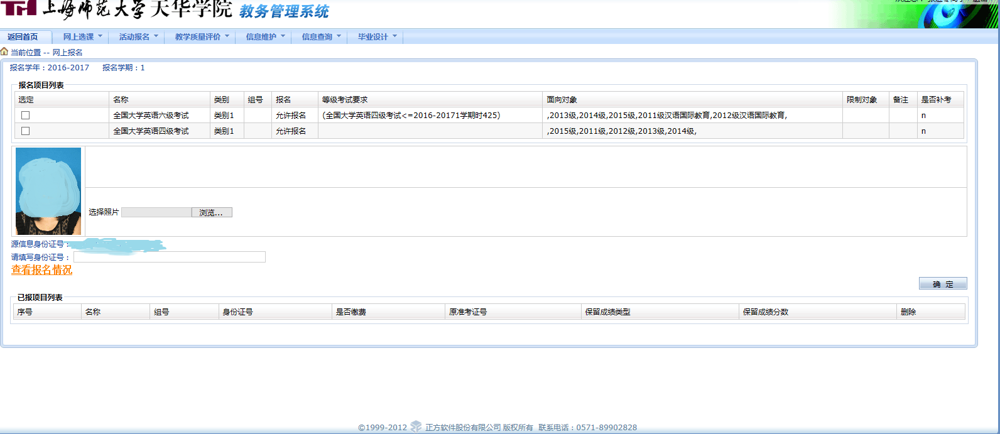 上海师范大学天华学院 教务管理系统
返回首页 网上选课 活动报名 教学质量评价 信息维护 信息查询 毕业设计
当前位置 -- 网上报名
报名学年：2016-2017 报名学期：1
报名项目列表
选定 名称 类别 组号 报名 等级考试要求 面向对象 限制对象 备注 是否补考
全国大学英语六级考试 类别1 允许报名 (全国大学英语四级考试<=2016-20171学期时425) ,2013级,2014级,2015级,2011级汉语国际教育,2012级汉语国际教育, n
全国大学英语四级考试 类别1 允许报名 ,2015级,2011级,2012级,2013级,2014级, n
选择照片 浏览...
源信息身份证号：
请填写身份证号：
查看报名情况
确 定
已报项目列表
序号 名称 组号 身份证号 是否缴费 原准考证号 保留成绩类型 保留成绩分数 删除
©1999-2012 正方软件股份有限公司 版权所有 联系电话：0571-89902828